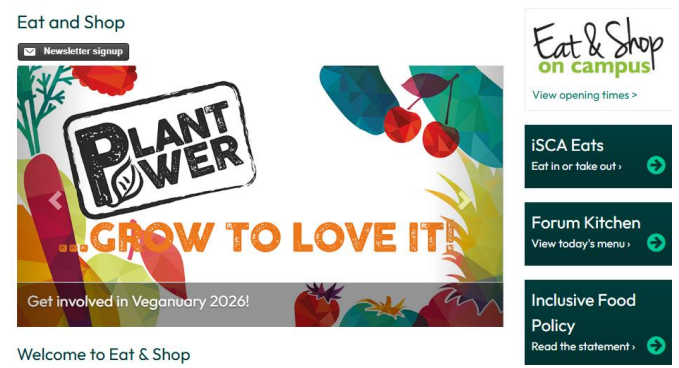 Eat and Shop
Newsletter signup
PLANT
POWER
...GROW TO LOVE IT!
Get involved in Veganuary 2026!
Welcome to Eat & Shop
Eat & Shop
on campus
View opening times >
iSCA Eats
Eat in or take out ›
Forum Kitchen
View today's menu ›
Inclusive Food
Policy
Read the statement ›